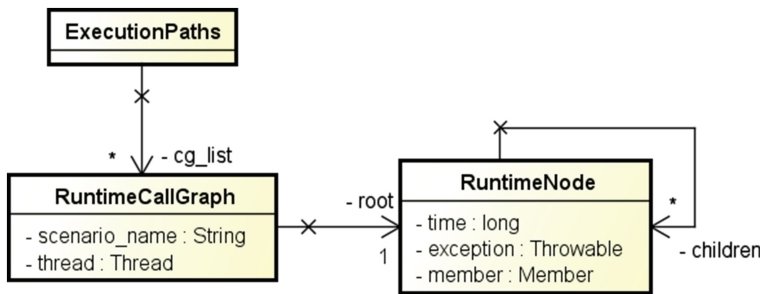 ExecutionPaths
* - cg_list
RuntimeCallGraph
- scenario_name : String
- thread : Thread
- root
1
RuntimeNode
- time : long
- exception : Throwable
- member : Member
*
- children